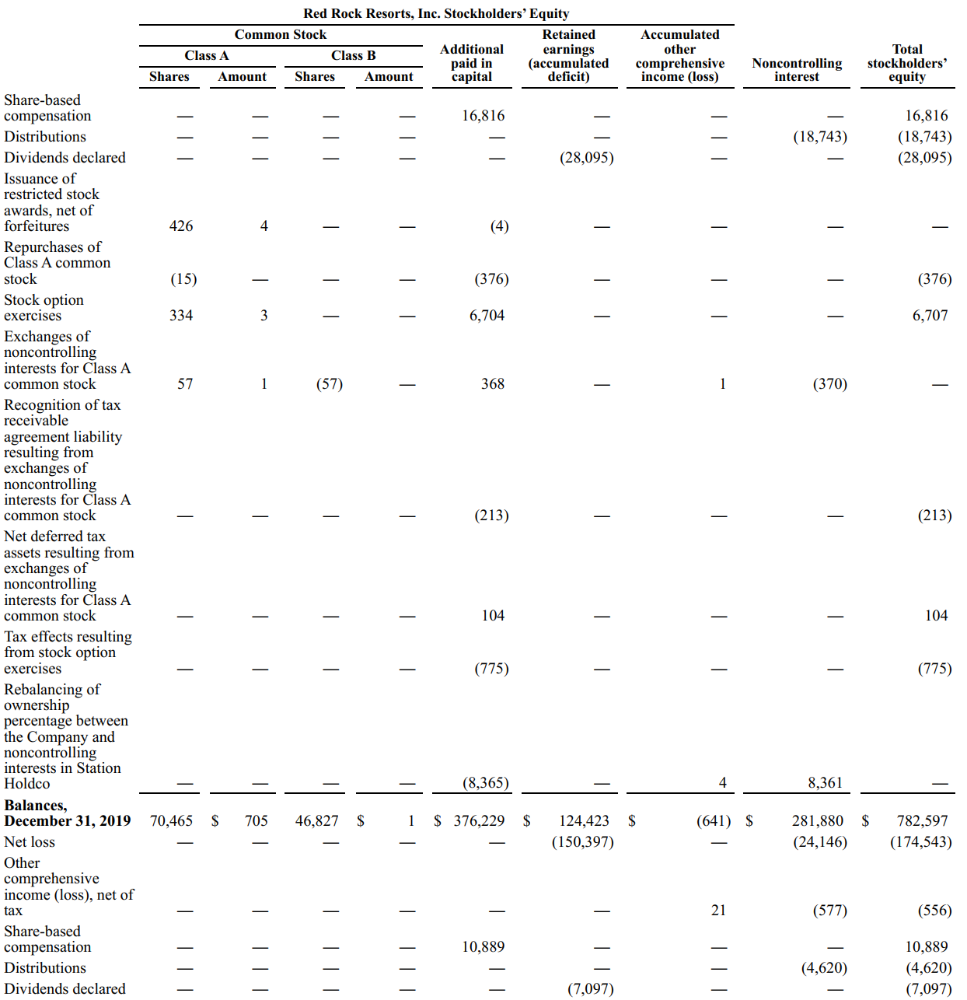 Red Rock Resorts, Inc. Stockholders’ Equity
Common Stock
Class A Class B
Shares Amount Shares Amount
Additional
paid in
capital
Retained
earnings
(accumulated
deficit)
Accumulated
other
comprehensive
income (loss)
Noncontrolling
interest
Total
stockholders’
equity
Share-based
compensation — — — — 16,816 — — — 16,816
Distributions — — — — — — — (18,743) (18,743)
Dividends declared — — — — — (28,095) — — (28,095)
Issuance of
restricted stock
awards, net of
forfeitures 426 4 — — (4) — — — —
Repurchases of
Class A common
stock (15) — — — (376) — — — (376)
Stock option
exercises 334 3 — — 6,704 — — — 6,707
Exchanges of
noncontrolling
interests for Class A
common stock 57 1 (57) — 368 — 1 (370) —
Recognition of tax
receivable
agreement liability
resulting from
exchanges of
noncontrolling
interests for Class A
common stock — — — — (213) — — — (213)
Net deferred tax
assets resulting from
exchanges of
noncontrolling
interests for Class A
common stock — — — — 104 — — — 104
Tax effects resulting
from stock option
exercises — — — — (775) — — — (775)
Rebalancing of
ownership
percentage between
the Company and
noncontrolling
interests in Station
Holdco — — — — (8,365) — 4 8,361 —
Balances,
December 31, 2019 70,465 $ 705 46,827 $ 1 $ 376,229 $ 124,423 $ (641) $ 281,880 $ 782,597
Net loss — — — — — (150,397) — (24,146) (174,543)
Other
comprehensive
income (loss), net of
tax — — — — — — 21 (577) (556)
Share-based
compensation — — — — 10,889 — — — 10,889
Distributions — — — — — — — (4,620) (4,620)
Dividends declared — — — — — (7,097) — — (7,097)